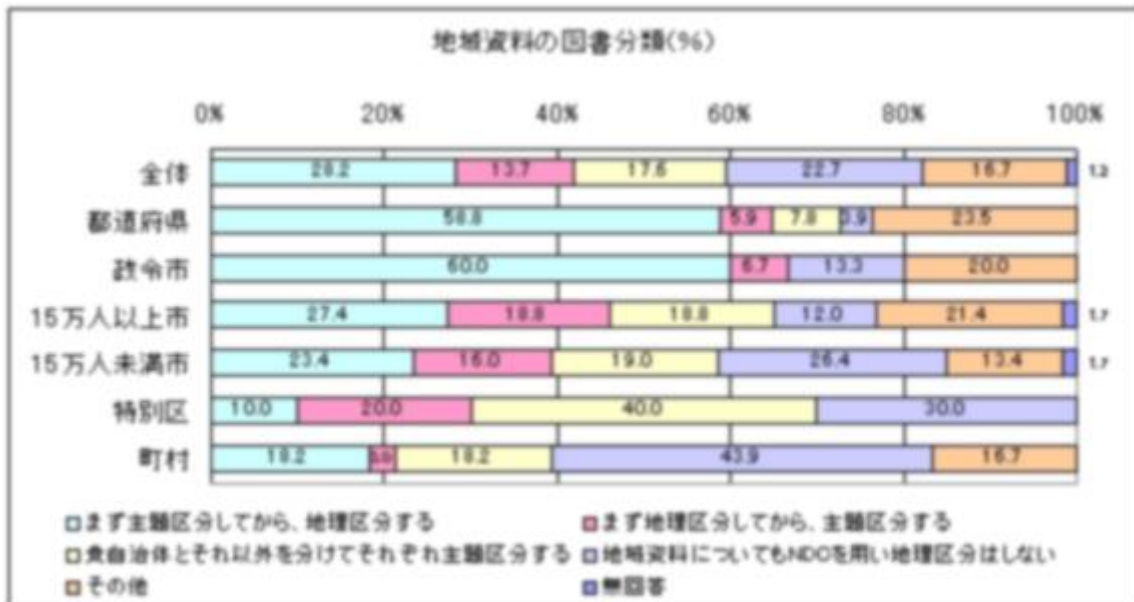 地域資料の図書分類(%)
0% 20% 40% 60% 80% 100%
全体 28.2 13.7 17.6 22.7 16.7 1.2
都道府県 58.8 5.9 7.8 3.9 23.5
政令市 60.0 6.7 13.3 20.0
15万人以上市 27.4 18.8 18.8 12.0 21.4 1.7
15万人未満市 23.4 16.0 19.0 26.4 13.4 1.7
特別区 10.0 20.0 40.0 30.0
町村 18.2 18.2 43.9 16.7
まず主題区分してから、地理区分する まず地理区分してから、主題区分する
貴自治体とそれ以外を分けてそれぞれ主題区分する 地域資料についてもNDCを用い地理区分はしない
その他 無回答